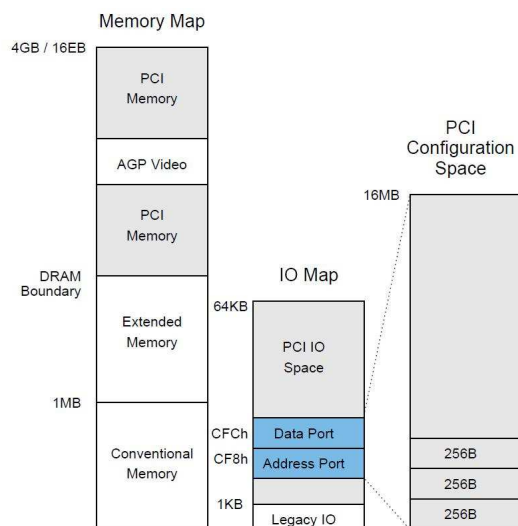 Memory Map
4GB / 16EB
PCI
Memory
AGP Video
PCI
Memory
DRAM
Boundary
Extended
Memory
1MB
Conventional
Memory
IO Map
64KB
PCI IO
Space
CFCh
Data Port
CF8h
Address Port
1KB
Legacy IO
PCI
Configuration
Space
16MB
256B
256B
256B